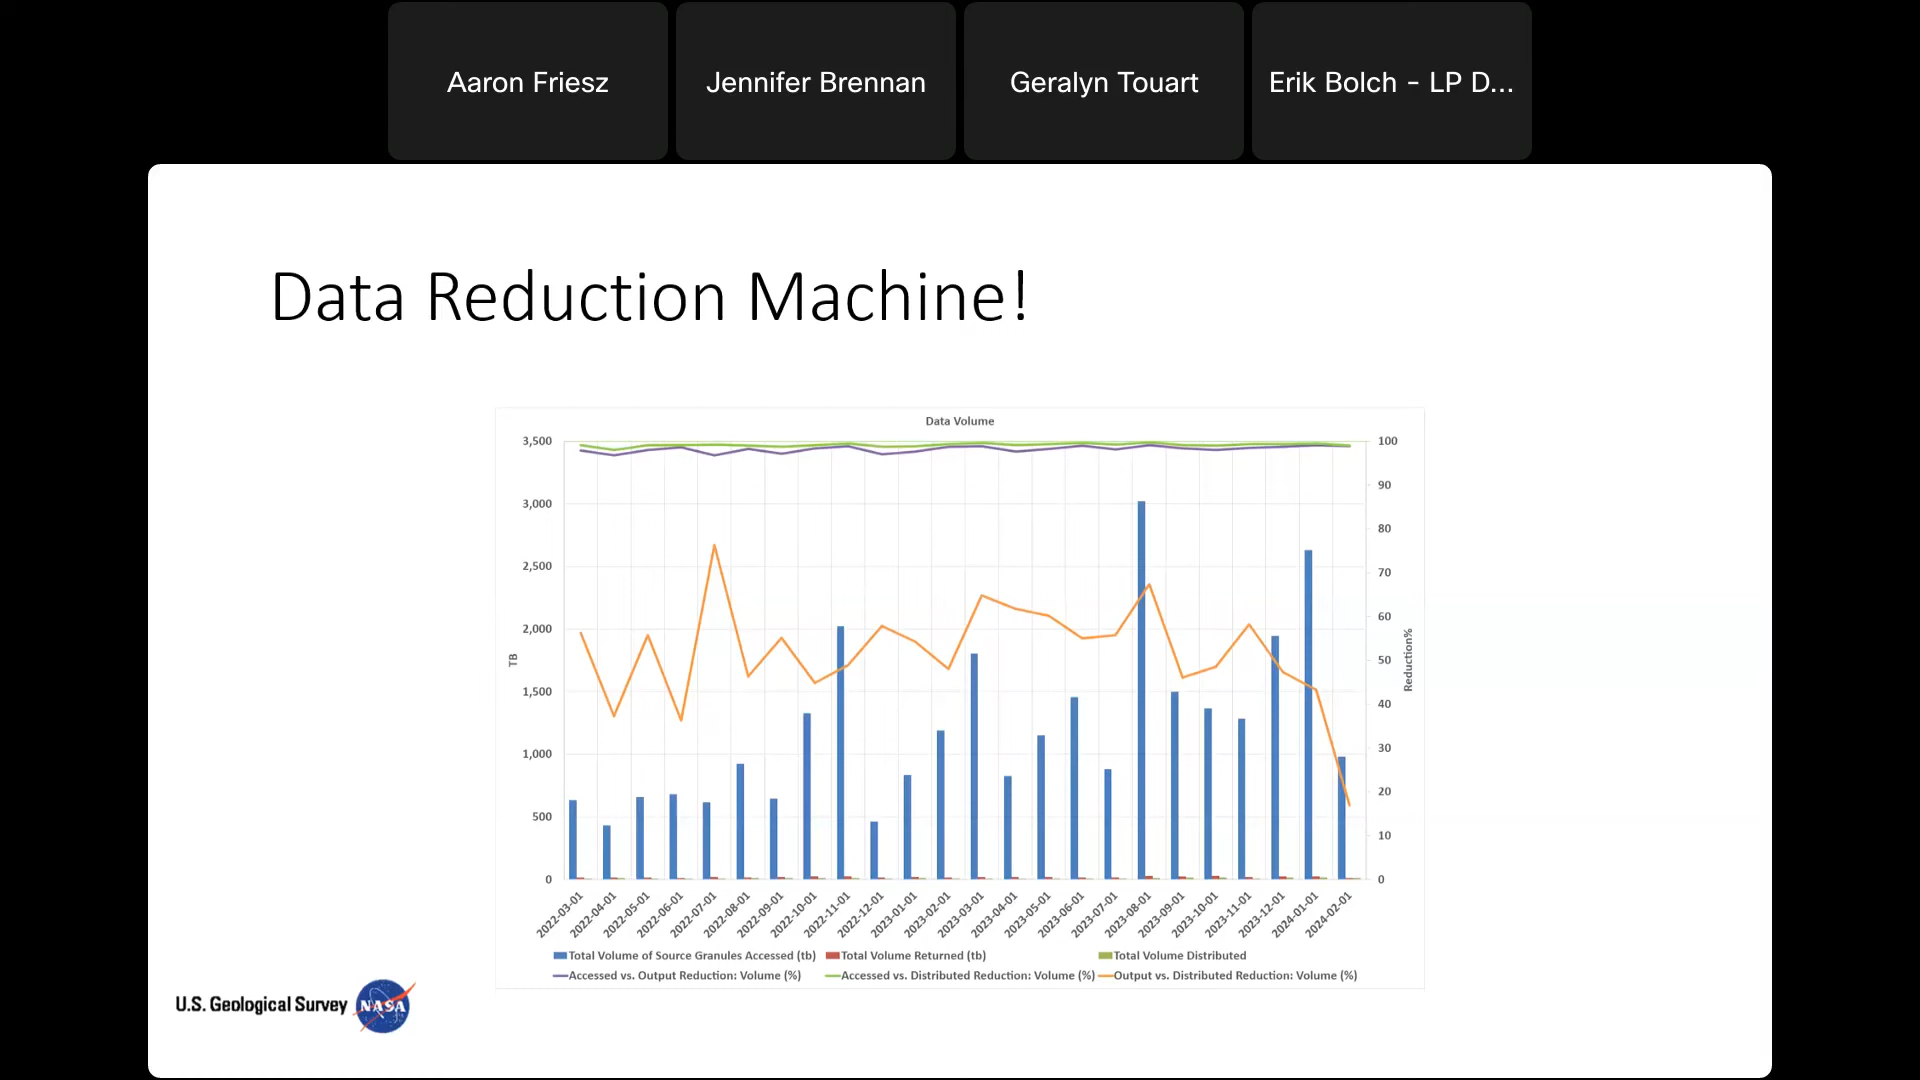 Aaron Friesz
Jennifer Brennan
Geralyn Touart
Erik Bolch - LP D...
Data Reduction Machine!
Data Volume
3,500
3,000
2,500
2,000
1,500
1,000
500
0
TB
100
90
80
70
60
50
40
30
20
10
0
Reduction%
2022-03-01
2022-04-01
2022-05-01
2022-06-01
2022-07-01
2022-08-01
2022-09-01
2022-10-01
2022-11-01
2022-12-01
2023-01-01
2023-02-01
2023-03-01
2023-04-01
2023-05-01
2023-06-01
2023-07-01
2023-08-01
2023-09-01
2023-10-01
2023-11-01
2023-12-01
2024-01-01
2024-02-01
Total Volume of Source Granules Accessed (tb)
Total Volume Returned (tb)
Total Volume Distributed
Accessed vs. Output Reduction: Volume (%)
Accessed vs. Distributed Reduction: Volume (%)
Output vs. Distributed Reduction: Volume (%)
U.S. Geological Survey
NASA